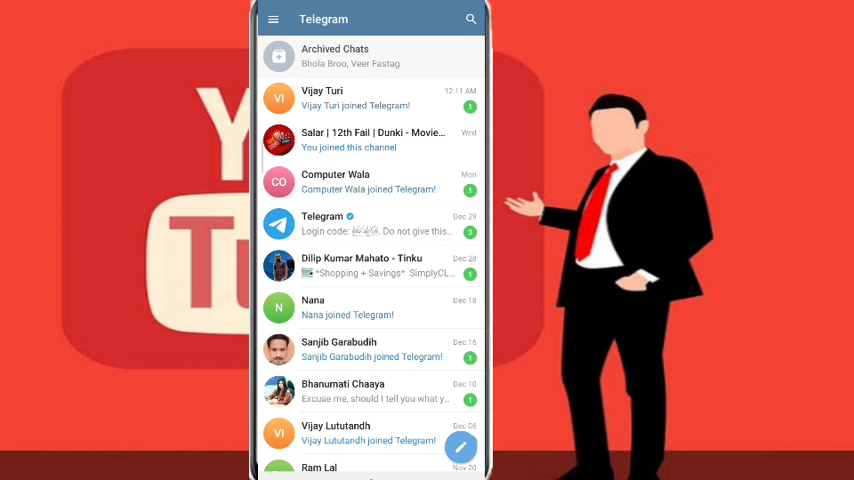 Telegram
Archived Chats
Bhola Broo, Veer Fastag
VI
Vijay Turi
12:11 AM
Vijay Turi joined Telegram!
1
Salar | 12th Fail | Dunki - Movie...
Wed
You joined this channel
CO
Computer Wala
Mon
Computer Wala joined Telegram!
1
Telegram
Dec 29
Login code: . Do not give this...
3
Dilip Kumar Mahato - Tinku
Dec 28
*Shopping + Savings* SimplyCL...
1
N
Nana
Dec 18
Nana joined Telegram!
Sanjib Garabudih
Dec 16
Sanjib Garabudih joined Telegram!
1
Bhanumati Chaaya
Dec 10
Excuse me, should I tell you what y...
1
VI
Vijay Lututandh
Dec 06
Vijay Lututandh joined Telegram!
Ram Lal
Nov 20
Y
Tu